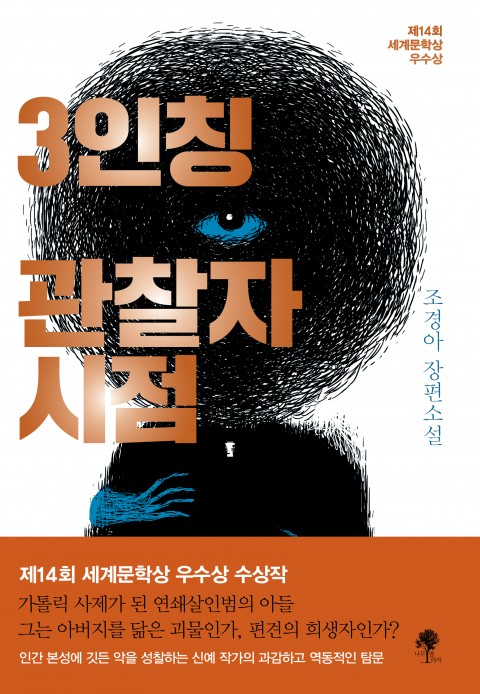 제14회
세계문학상
우수상
3인칭
관찰자
시점
조경아 장편소설
제14회 세계문학상 우수상 수상작
가톨릭 사제가 된 연쇄살인범의 아들
그는 아버지를 닮은 괴물인가, 편견의 희생자인가?
인간 본성에 깃든 악을 성찰하는 신예 작가의 과감하고 역동적인 탐문
나무옆의자